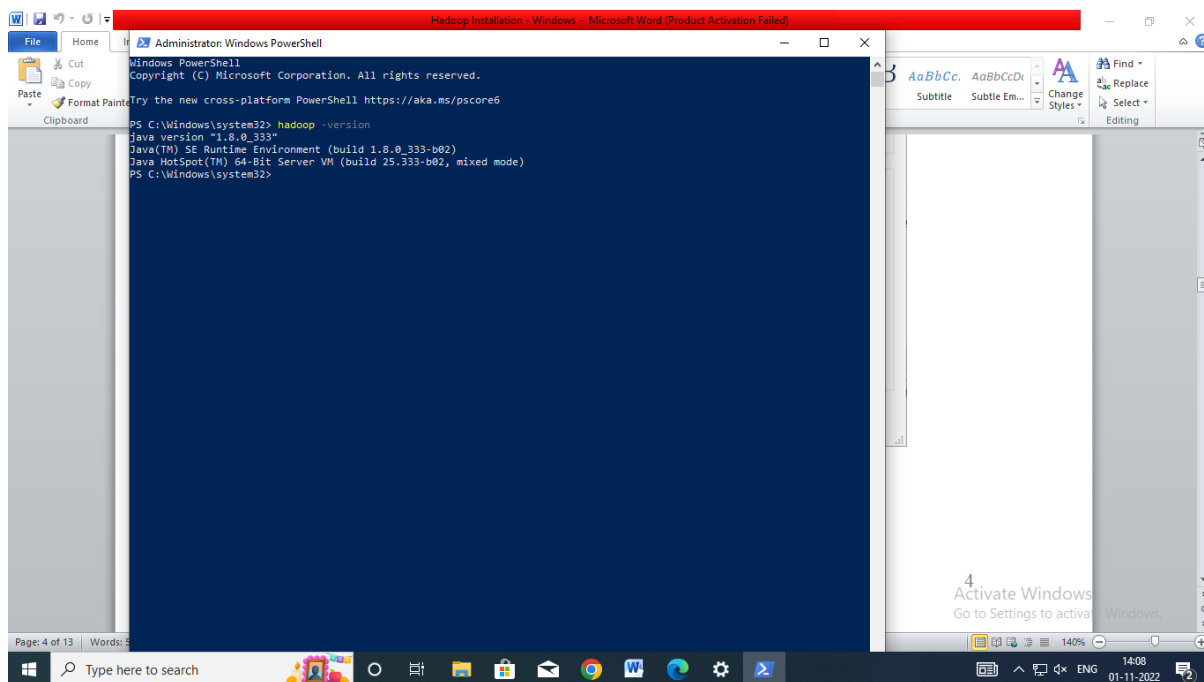 Hadoop Installation - Windows - Microsoft Word (Product Activation Failed)
File
Home
Administrator: Windows PowerShell
Cut
Copy
Paste
Format Painte
Clipboard
AaBbCc.
AaBbCcDc
Subtitle
Subtle Em...
Change
Styles
Find
Replace
Select
Editing
Windows PowerShell
Copyright (C) Microsoft Corporation. All rights reserved.
Try the new cross-platform PowerShell https://aka.ms/pscore6
PS C:\Windows\system32> hadoop -version
java version "1.8.0_333"
Java(TM) SE Runtime Environment (build 1.8.0_333-b02)
Java HotSpot(TM) 64-Bit Server VM (build 25.333-b02, mixed mode)
PS C:\Windows\system32>
4
Activate Windows
Go to Settings to activate Windows.
Page: 4 of 13
Words: 5
140%
Type here to search
ENG
14:08
01-11-2022
2